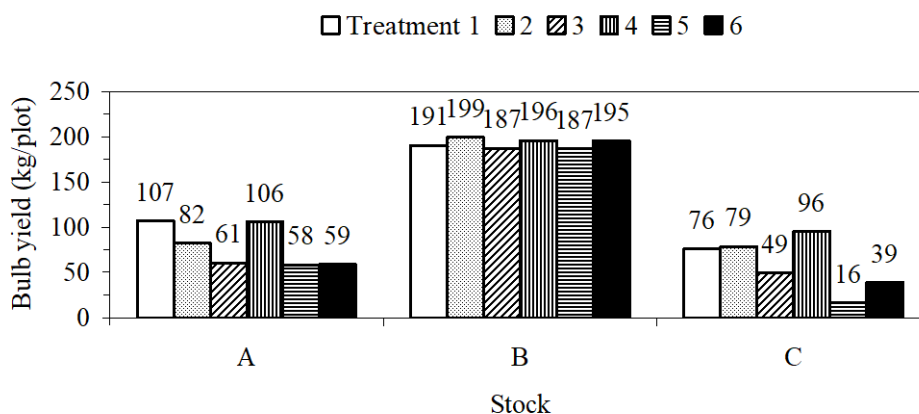 Treatment 1 2 3 4 5 6
Bulb yield (kg/plot)
250
200
150
100
50
0
107 82 61 106 58 59
191 199 187 196 187 195
76 79 49 96 16 39
A B C
Stock